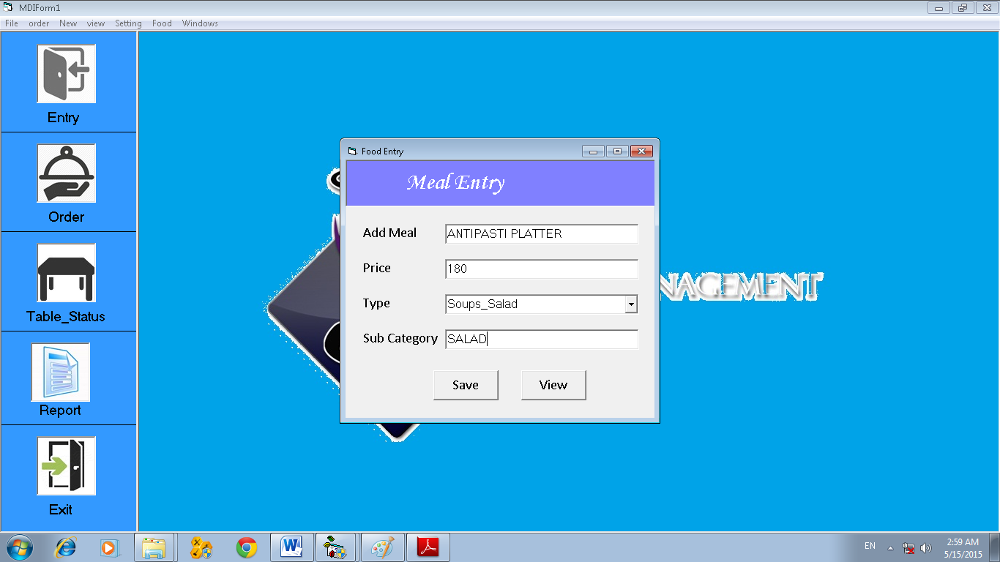 MDIForm1
File order New view Setting Food Windows
Entry
Order
Table_Status
Report
Exit
Food Entry
Meal Entry
Add Meal ANTIPASTI PLATTER
Price 180
Type Soups_Salad
Sub Category SALAD
Save View
NAGEMENT
EN
2:59 AM
5/15/2015